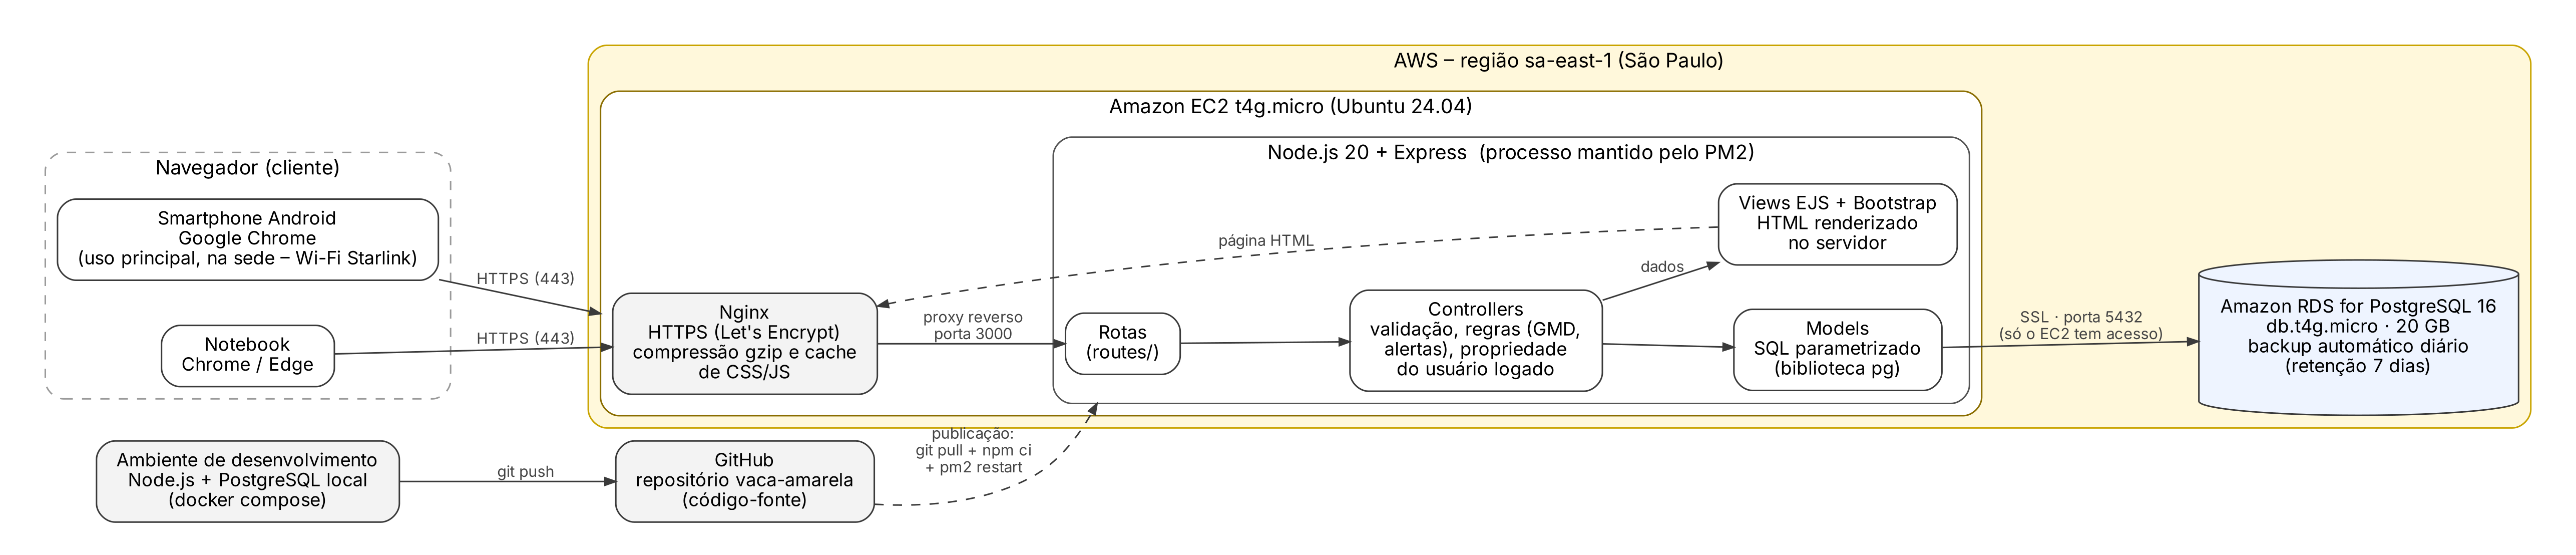 AWS – região sa-east-1 (São Paulo)
Amazon EC2 t4g.micro (Ubuntu 24.04)
Node.js 20 + Express  (processo mantido pelo PM2)
Navegador (cliente)
Smartphone Android
Google Chrome
(uso principal, na sede – Wi-Fi Starlink)
Notebook
Chrome / Edge
HTTPS (443)
HTTPS (443)
Nginx
HTTPS (Let's Encrypt)
compressão gzip e cache
de CSS/JS
proxy reverso
porta 3000
página HTML
Rotas
(routes/)
Controllers
validação, regras (GMD,
alertas), propriedade
do usuário logado
dados
Views EJS + Bootstrap
HTML renderizado
no servidor
Models
SQL parametrizado
(biblioteca pg)
SSL · porta 5432
(só o EC2 tem acesso)
Amazon RDS for PostgreSQL 16
db.t4g.micro · 20 GB
backup automático diário
(retenção 7 dias)
Ambiente de desenvolvimento
Node.js + PostgreSQL local
(docker compose)
git push
GitHub
repositório vaca-amarela
(código-fonte)
publicação:
git pull + npm ci
+ pm2 restart